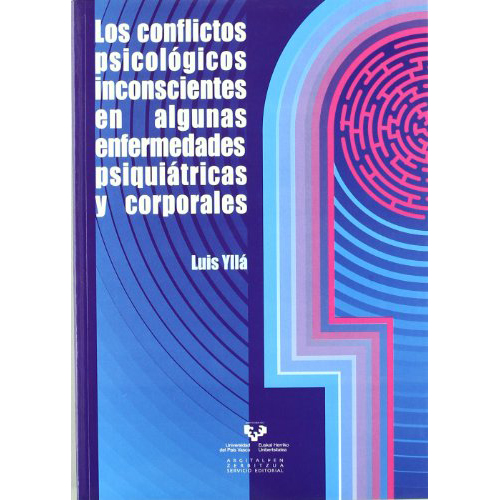 Los conflictos
psicológicos
inconscientes
en algunas
enfermedades
psiquiátricas
y corporales
Luis Yllá
Universidad Euskal Herriko
del País Vasco Unibertsitatea
ARGITALPEN
ZERBITZUA
SERVICIO EDITORIAL